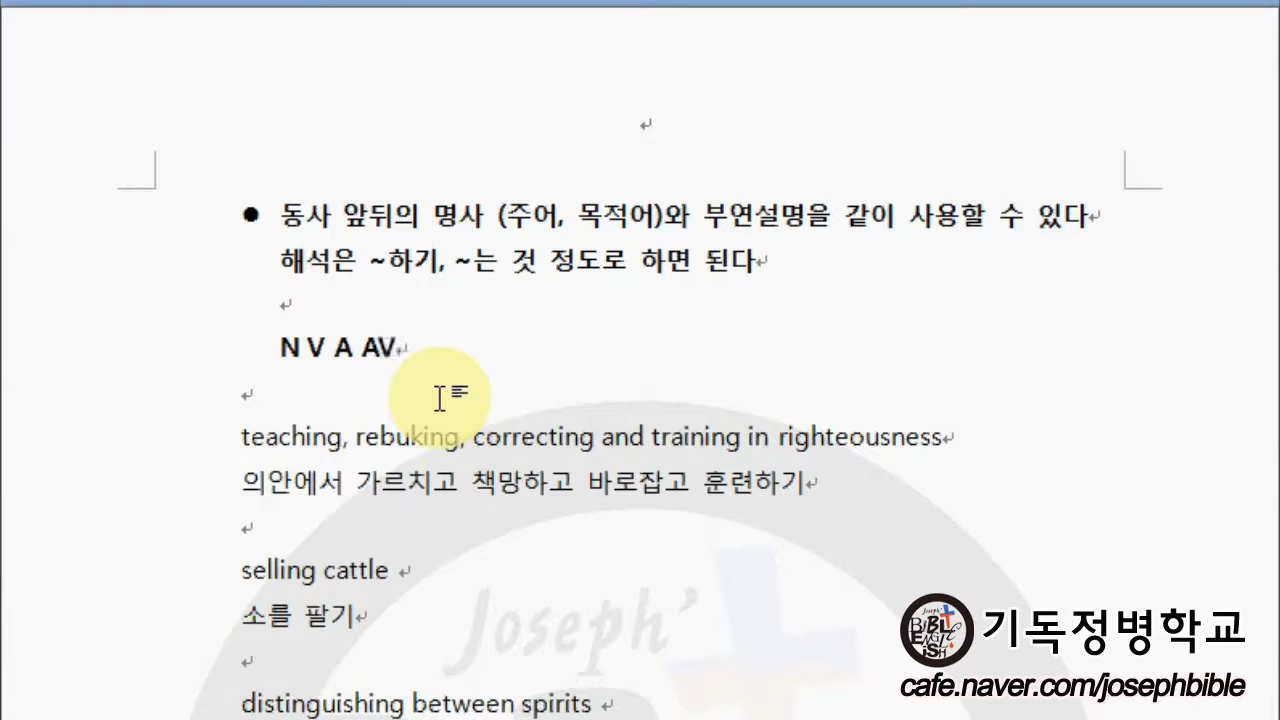 ● 동사 앞뒤의 명사 (주어, 목적어)와 부연설명을 같이 사용할 수 있다
해석은 ~하기, ~는 것 정도로 하면 된다
N V A AV
teaching, rebuking, correcting and training in righteousness
의안에서 가르치고 책망하고 바로잡고 훈련하기
selling cattle
소를 팔기
distinguishing between spirits
Joseph'
Joseph's
BIBLE
ENGLISH
기독정병학교
cafe.naver.com/josephbible